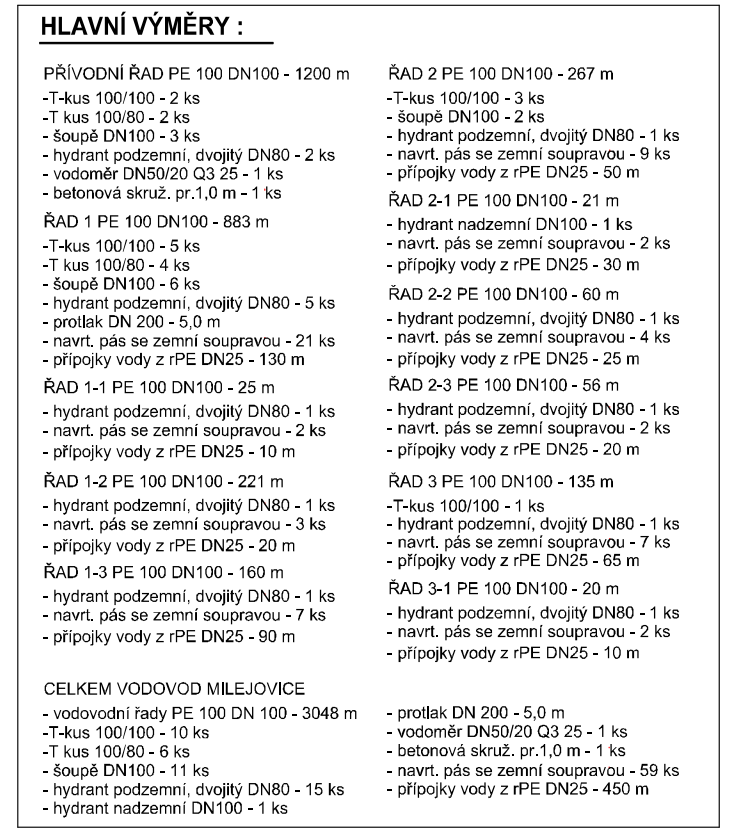 HLAVNÍ VÝMĚRY :
PŘÍVODNÍ ŘAD PE 100 DN100 - 1200 m
-T-kus 100/100 - 2 ks
-T kus 100/80 - 2 ks
- šoupě DN100 - 3 ks
- hydrant podzemní, dvojitý DN80 - 2 ks
- vodoměr DN50/20 Q3 25 - 1 ks
- betonová skruž. pr.1,0 m - 1 ks
ŘAD 1 PE 100 DN100 - 883 m
-T-kus 100/100 - 5 ks
-T kus 100/80 - 4 ks
- šoupě DN100 - 6 ks
- hydrant podzemní, dvojitý DN80 - 5 ks
- protlak DN 200 - 5,0 m
- navrt. pás se zemní soupravou - 21 ks
- přípojky vody z rPE DN25 - 130 m
ŘAD 1-1 PE 100 DN100 - 25 m
- hydrant podzemní, dvojitý DN80 - 1 ks
- navrt. pás se zemní soupravou - 2 ks
- přípojky vody z rPE DN25 - 10 m
ŘAD 1-2 PE 100 DN100 - 221 m
- hydrant podzemní, dvojitý DN80 - 1 ks
- navrt. pás se zemní soupravou - 3 ks
- přípojky vody z rPE DN25 - 20 m
ŘAD 1-3 PE 100 DN100 - 160 m
- hydrant podzemní, dvojitý DN80 - 1 ks
- navrt. pás se zemní soupravou - 7 ks
- přípojky vody z rPE DN25 - 90 m
ŘAD 2 PE 100 DN100 - 267 m
-T-kus 100/100 - 3 ks
- šoupě DN100 - 2 ks
- hydrant podzemní, dvojitý DN80 - 1 ks
- navrt. pás se zemní soupravou - 9 ks
- přípojky vody z rPE DN25 - 50 m
ŘAD 2-1 PE 100 DN100 - 21 m
- hydrant nadzemní DN100 - 1 ks
- navrt. pás se zemní soupravou - 2 ks
- přípojky vody z rPE DN25 - 30 m
ŘAD 2-2 PE 100 DN100 - 60 m
- hydrant podzemní, dvojitý DN80 - 1 ks
- navrt. pás se zemní soupravou - 4 ks
- přípojky vody z rPE DN25 - 25 m
ŘAD 2-3 PE 100 DN100 - 56 m
- hydrant podzemní, dvojitý DN80 - 1 ks
- navrt. pás se zemní soupravou - 2 ks
- přípojky vody z rPE DN25 - 20 m
ŘAD 3 PE 100 DN100 - 135 m
-T-kus 100/100 - 1 ks
- hydrant podzemní, dvojitý DN80 - 1 ks
- navrt. pás se zemní soupravou - 7 ks
- přípojky vody z rPE DN25 - 65 m
ŘAD 3-1 PE 100 DN100 - 20 m
- hydrant podzemní, dvojitý DN80 - 1 ks
- navrt. pás se zemní soupravou - 2 ks
- přípojky vody z rPE DN25 - 10 m
CELKEM VODOVOD MILEJOVICE
- vodovodní řady PE 100 DN 100 - 3048 m
-T-kus 100/100 - 10 ks
-T kus 100/80 - 6 ks
- šoupě DN100 - 11 ks
- hydrant podzemní, dvojitý DN80 - 15 ks
- hydrant nadzemní DN100 - 1 ks
- protlak DN 200 - 5,0 m
- vodoměr DN50/20 Q3 25 - 1 ks
- betonová skruž. pr.1,0 m - 1 ks
- navrt. pás se zemní soupravou - 59 ks
- přípojky vody z rPE DN25 - 450 m